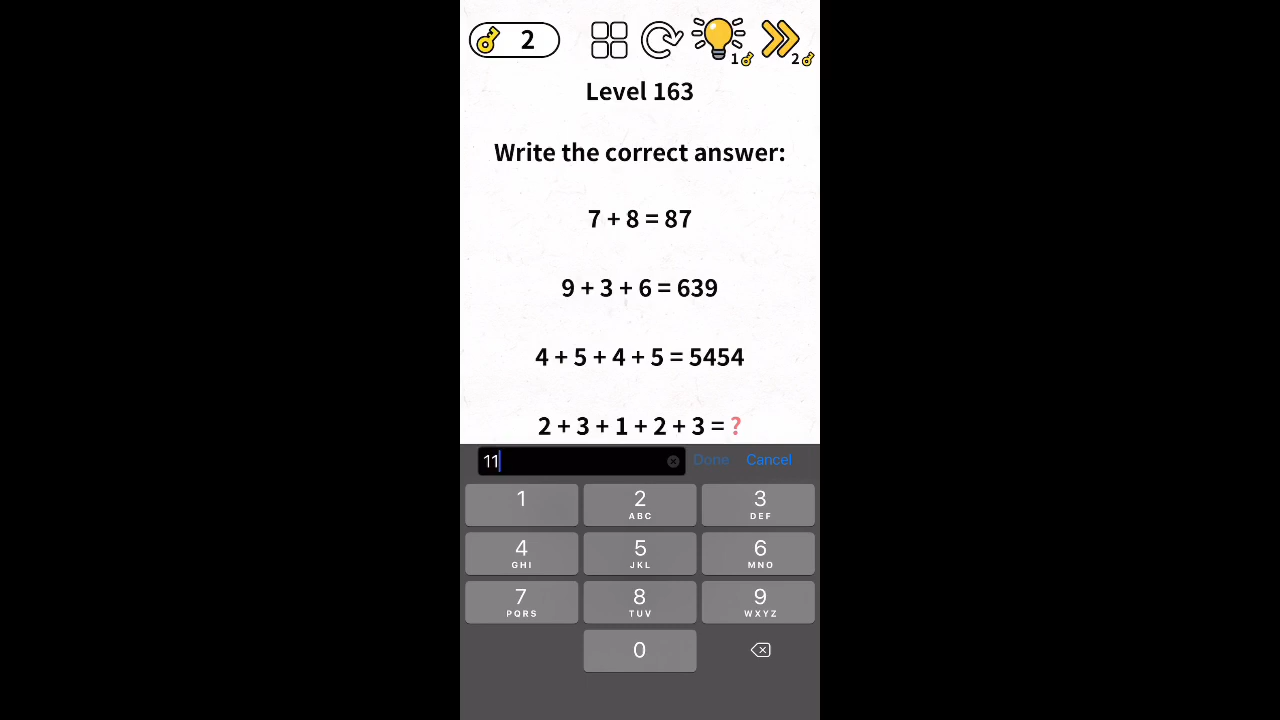 2
1
2
Level 163
Write the correct answer:
7 + 8 = 87
9 + 3 + 6 = 639
4 + 5 + 4 + 5 = 5454
2 + 3 + 1 + 2 + 3 = ?
11
Done
Cancel
1
2
ABC
3
DEF
4
GHI
5
JKL
6
MNO
7
PQRS
8
TUV
9
WXYZ
0